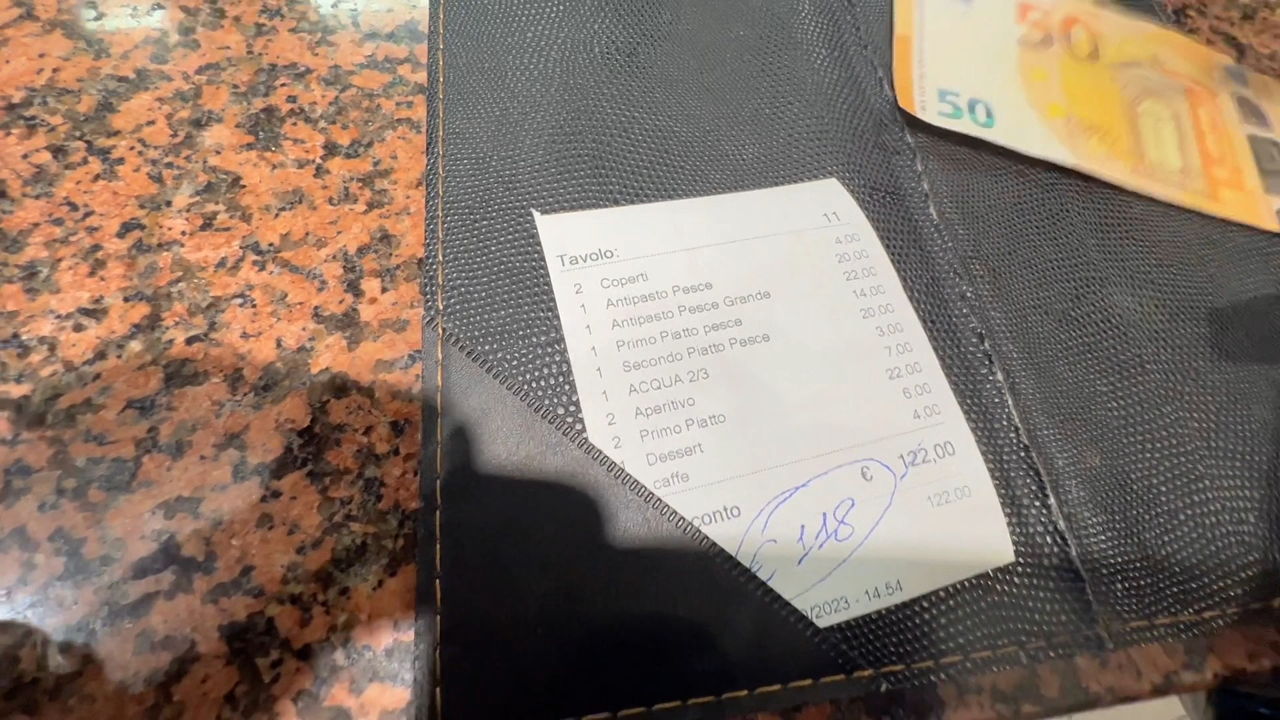 50
50
Tavolo: 11
2 Coperti 4,00
1 Antipasto Pesce 20,00
1 Antipasto Pesce Grande 22,00
1 Primo Piatto pesce 14,00
1 Secondo Piatto Pesce 20,00
1 ACQUA 2/3 3,00
2 Aperitivo 7,00
2 Primo Piatto 22,00
Dessert 6,00
caffe 4,00
conto € 122,00
122,00
€ 118
/2023 - 14.54